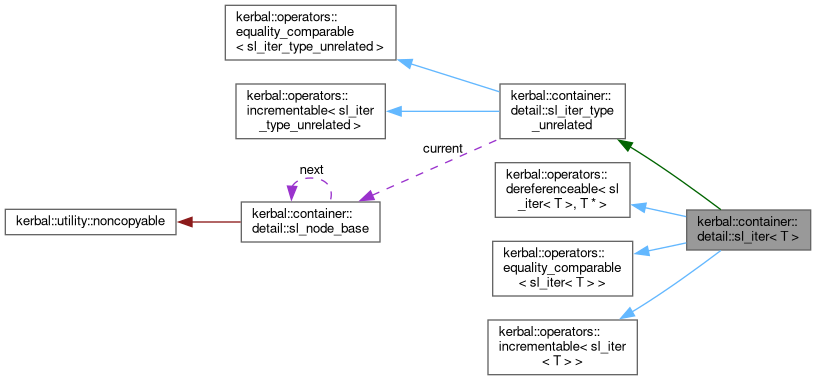 kerbal::operators::
equality_comparable
< sl_iter_type_unrelated >
kerbal::operators::
incrementable< sl_iter
_type_unrelated >
kerbal::container::
detail::sl_iter_type
_unrelated
current
next
kerbal::operators::
dereferenceable< sl
_iter< T >, T * >
kerbal::utility::noncopyable
kerbal::container::
detail::sl_node_base
kerbal::container::
detail::sl_iter< T >
kerbal::operators::
equality_comparable
< sl_iter< T > >
kerbal::operators::
incrementable< sl_iter
< T > >